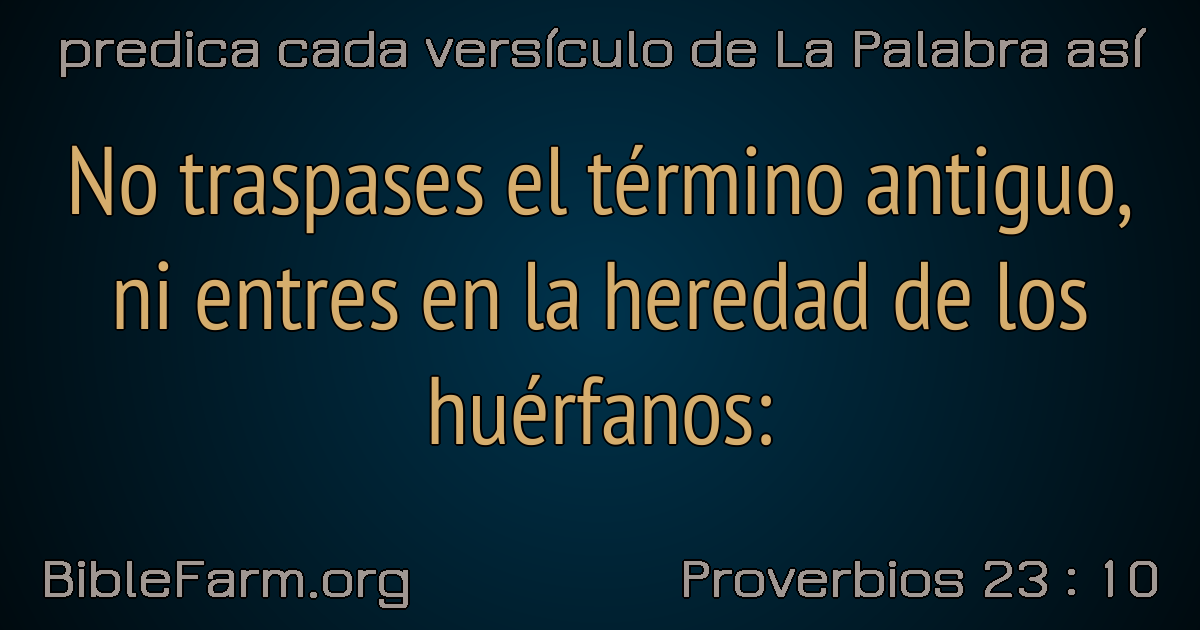 predica cada versículo de La Palabra así
No traspases el término antiguo,
ni entres en la heredad de los
huérfanos:
BibleFarm.org
Proverbios 23 : 10